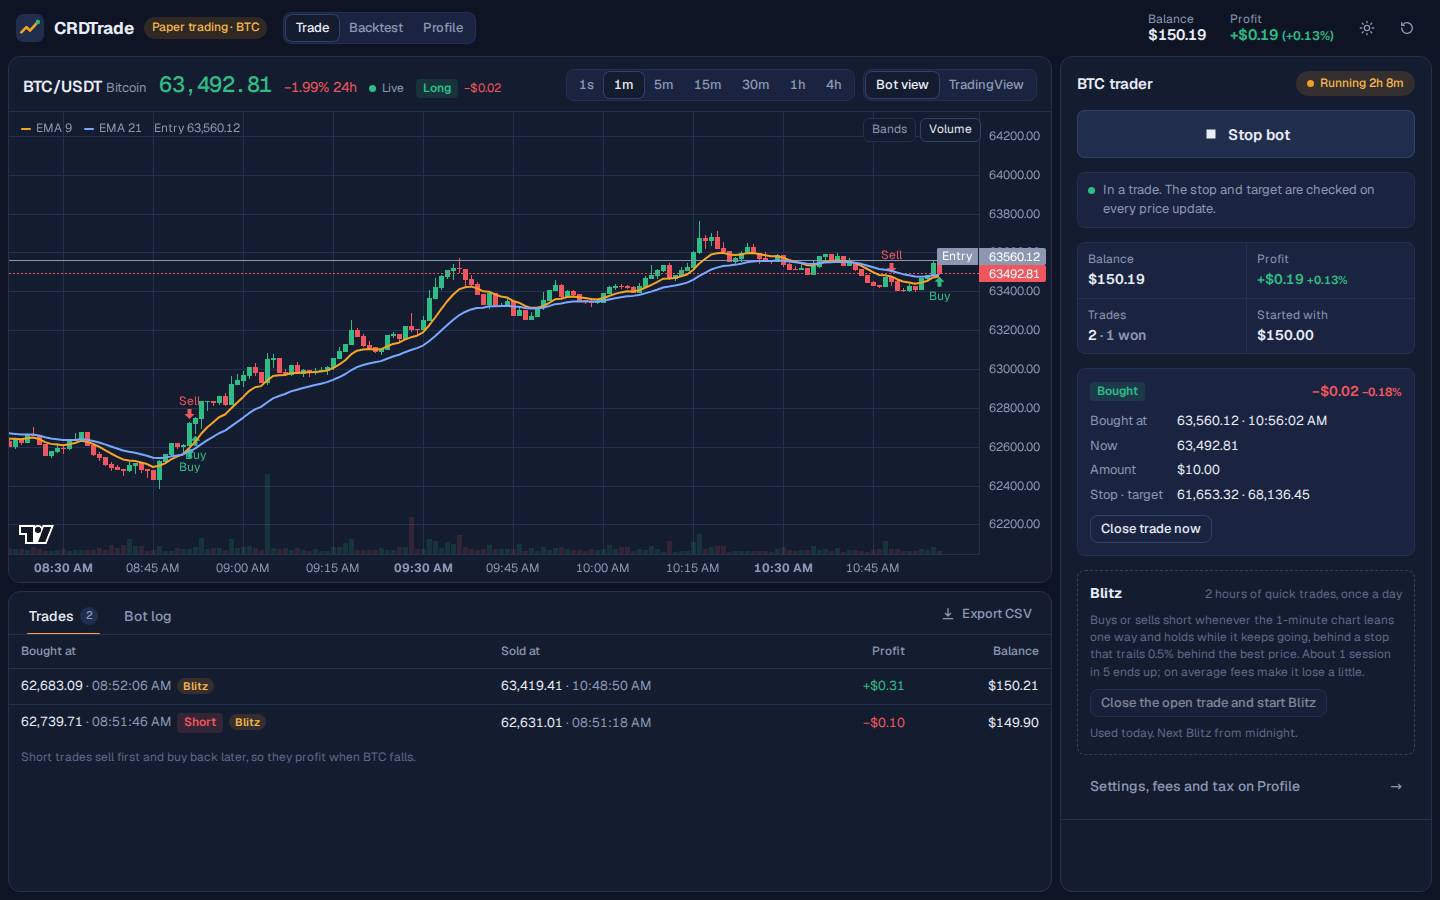 CRDTrade
Paper trading · BTC
Trade
Backtest
Profile
Balance
$150.19
Profit
+$0.19 (+0.13%)
BTC/USDT Bitcoin
63,492.81
−1.99% 24h
Live
Long
−$0.02
1s
1m
5m
15m
30m
1h
4h
Bot view
TradingView
EMA 9
EMA 21
Entry 63,560.12
Bands
Volume
64200.00
64000.00
63800.00
Sell
Entry
63560.12
63492.81
63400.00
Buy
63200.00
63000.00
Sell
62800.00
62600.00
Buy
Buy
62400.00
62200.00
08:30 AM
08:45 AM
09:00 AM
09:15 AM
09:30 AM
09:45 AM
10:00 AM
10:15 AM
10:30 AM
10:45 AM
Trades 2
Bot log
Export CSV
Bought at
Sold at
Profit
Balance
62,683.09 · 08:52:06 AM Blitz
63,419.41 · 10:48:50 AM
+$0.31
$150.21
62,739.71 · 08:51:46 AM Short Blitz
62,631.01 · 08:51:18 AM
−$0.10
$149.90
Short trades sell first and buy back later, so they profit when BTC falls.
BTC trader
Running 2h 8m
Stop bot
In a trade. The stop and target are checked on
every price update.
Balance
$150.19
Profit
+$0.19 +0.13%
Trades
2 · 1 won
Started with
$150.00
Bought
−$0.02 −0.18%
Bought at 63,560.12 · 10:56:02 AM
Now 63,492.81
Amount $10.00
Stop · target 61,653.32 · 68,136.45
Close trade now
Blitz
2 hours of quick trades, once a day
Buys or sells short whenever the 1-minute chart leans
one way and holds while it keeps going, behind a stop
that trails 0.5% behind the best price. About 1 session
in 5 ends up; on average fees make it lose a little.
Close the open trade and start Blitz
Used today. Next Blitz from midnight.
Settings, fees and tax on Profile →